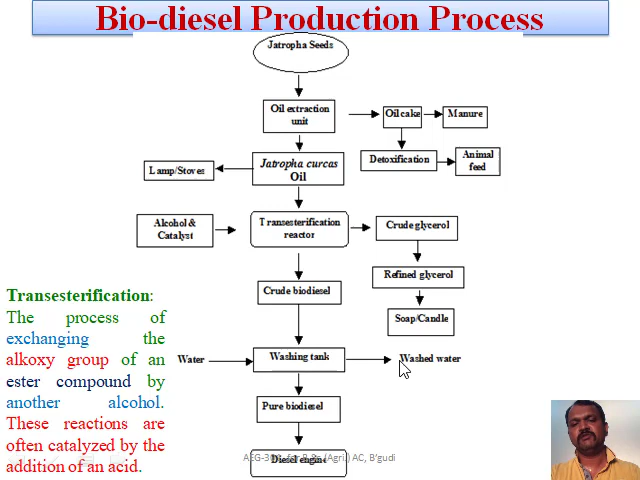 Bio-diesel Production Process
Jatropha Seeds
Oil extraction
unit
Oil cake
Manure
Lamp/Stoves
Jatropha curcas
Oil
Detoxification
Animal
feed
Alcohol &
Catalyst
Transesterification
reactor
Crude glycerol
Refined glycerol
Crude biodiesel
Soap/Candle
Transesterification:
The process of
exchanging the
alkoxy group of an
ester compound by
another alcohol.
These reactions are
often catalyzed by the
addition of an acid.
Water
Washing tank
Washed water
Pure biodiesel
Diesel engine
(Agri.) AC, B'gudi